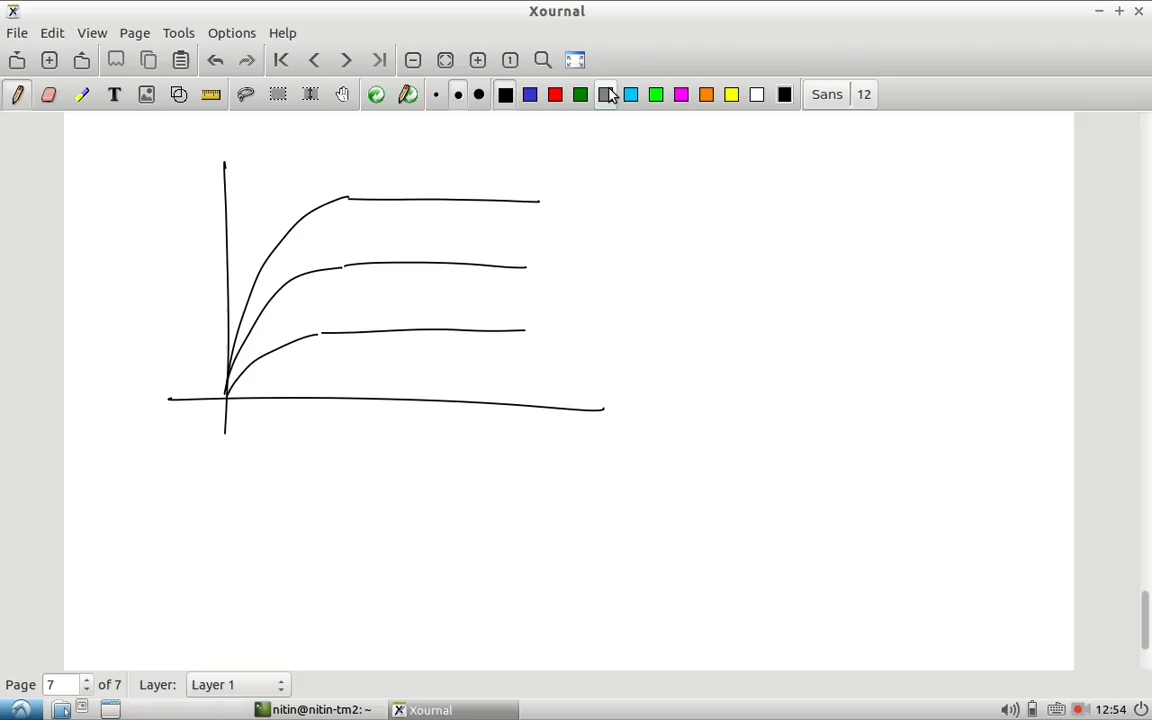 Xournal
File Edit View Page Tools Options Help
1
T Sans 12
Page 7 of 7 Layer: Layer 1
nitin@nitin-tm2: ~ Xournal 12:54